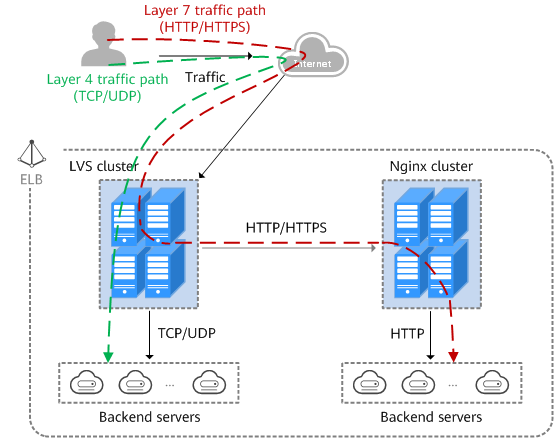 Layer 7 traffic path
(HTTP/HTTPS)
Internet
Layer 4 traffic path
(TCP/UDP)
Traffic
ELB
LVS cluster
Nginx cluster
HTTP/HTTPS
TCP/UDP
HTTP
...
...
Backend servers
Backend servers